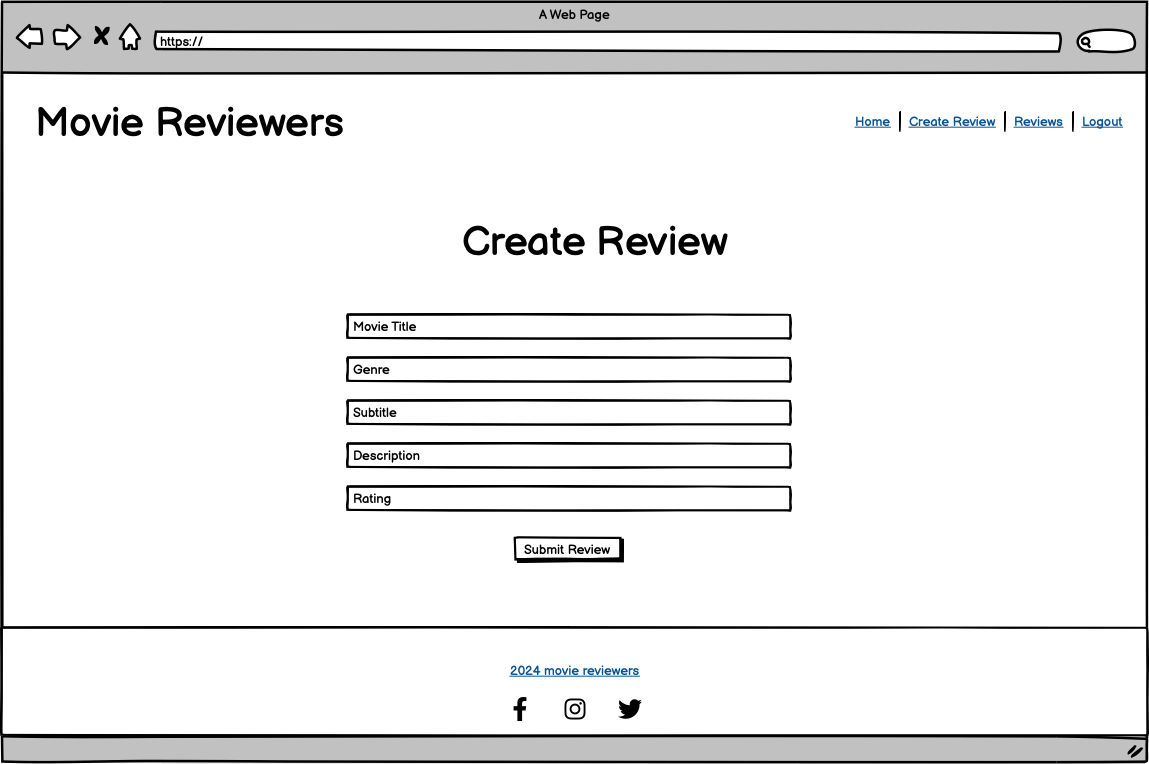 A Web Page
https://
Movie Reviewers
Home Create Review Reviews Logout
Create Review
Movie Title
Genre
Subtitle
Description
Rating
Submit Review
2024 movie reviewers